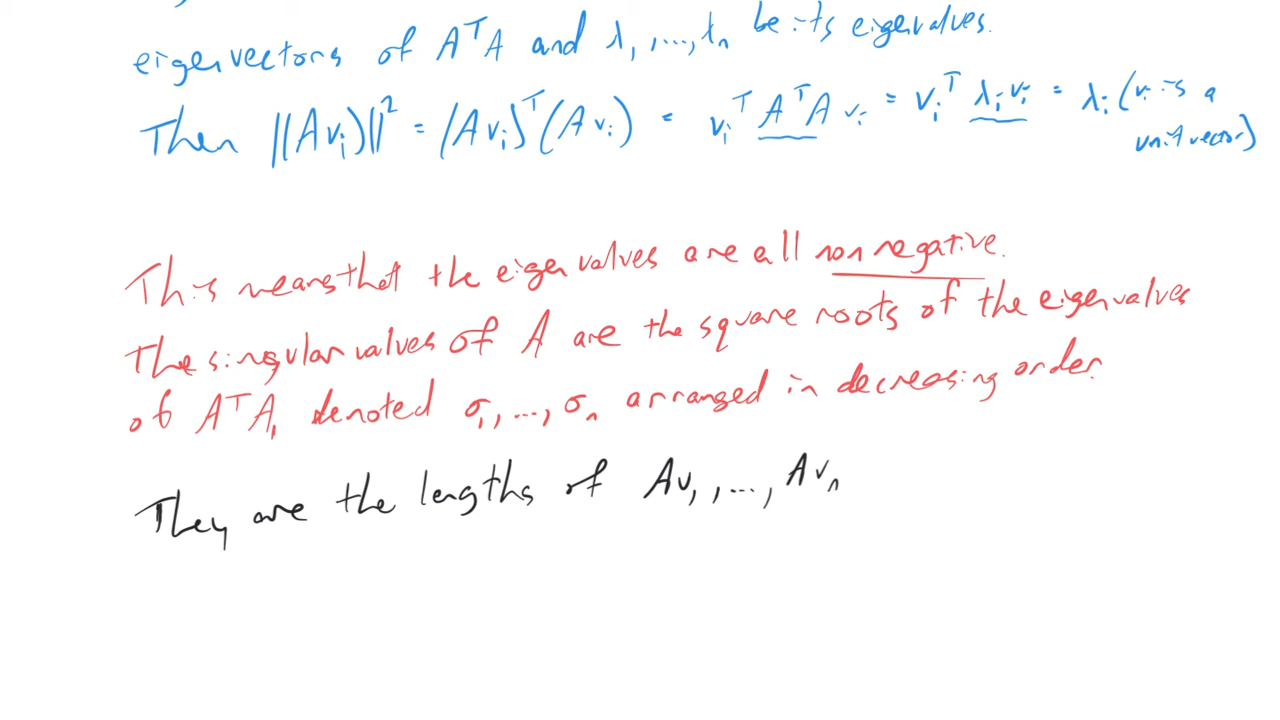 eigenvectors of AᵀA and λ₁,...,λₙ be its eigenvalues.
Then ||Avᵢ)||² = (Avᵢ)ᵀ(Avᵢ) = vᵢᵀAᵀAvᵢ = vᵢᵀλᵢvᵢ = λᵢ (vᵢ is a
unit vector)
This means that the eigenvalues are all nonnegative.
The singular values of A are the square roots of the eigenvalues
of AᵀA, denoted σ₁,...,σₙ arranged in decreasing order.
They are the lengths of Av₁,...,Avₙ